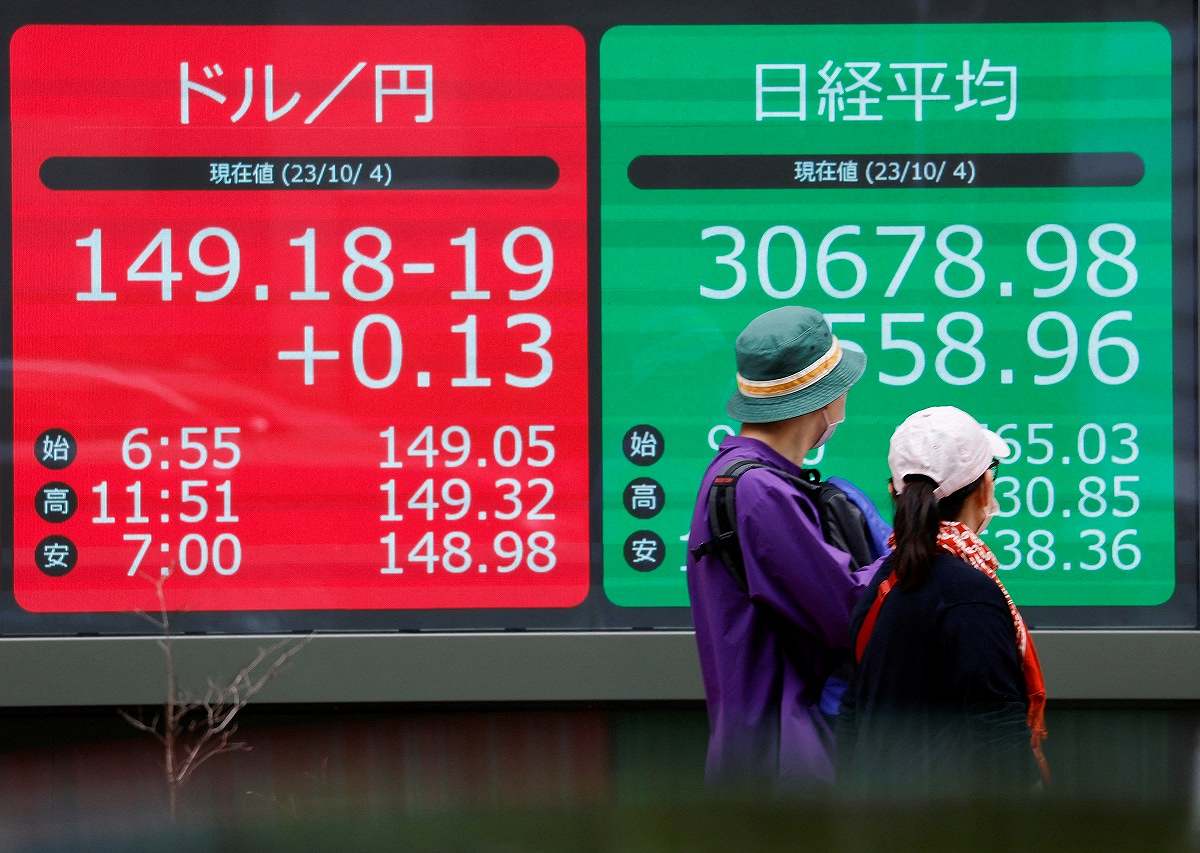 ドル／円
現在値 (23/10/ 4)
149.18-19
+0.13
始 6:55 149.05
高 11:51 149.32
安 7:00 148.98
日経平均
現在値 (23/10/ 4)
30678.98
558.96
始 65.03
高 30.85
安 38.36